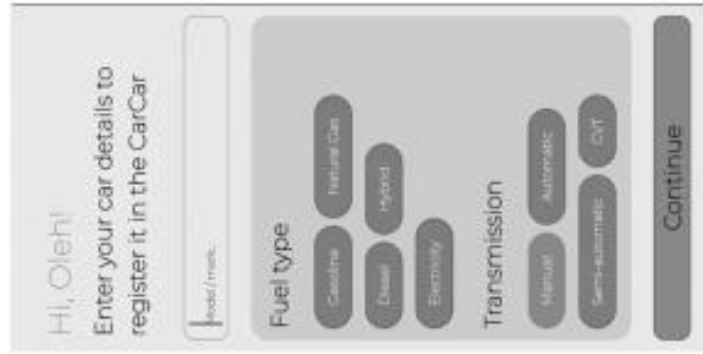 Hi, Oleh!
Enter your car details to
register it in the CarCar
Model / mark...
Fuel type
Gasoline Natural Gas
Diesel Hybrid
Electricity
Transmission
Manual Automatic
Semi-automatic CVT
Continue